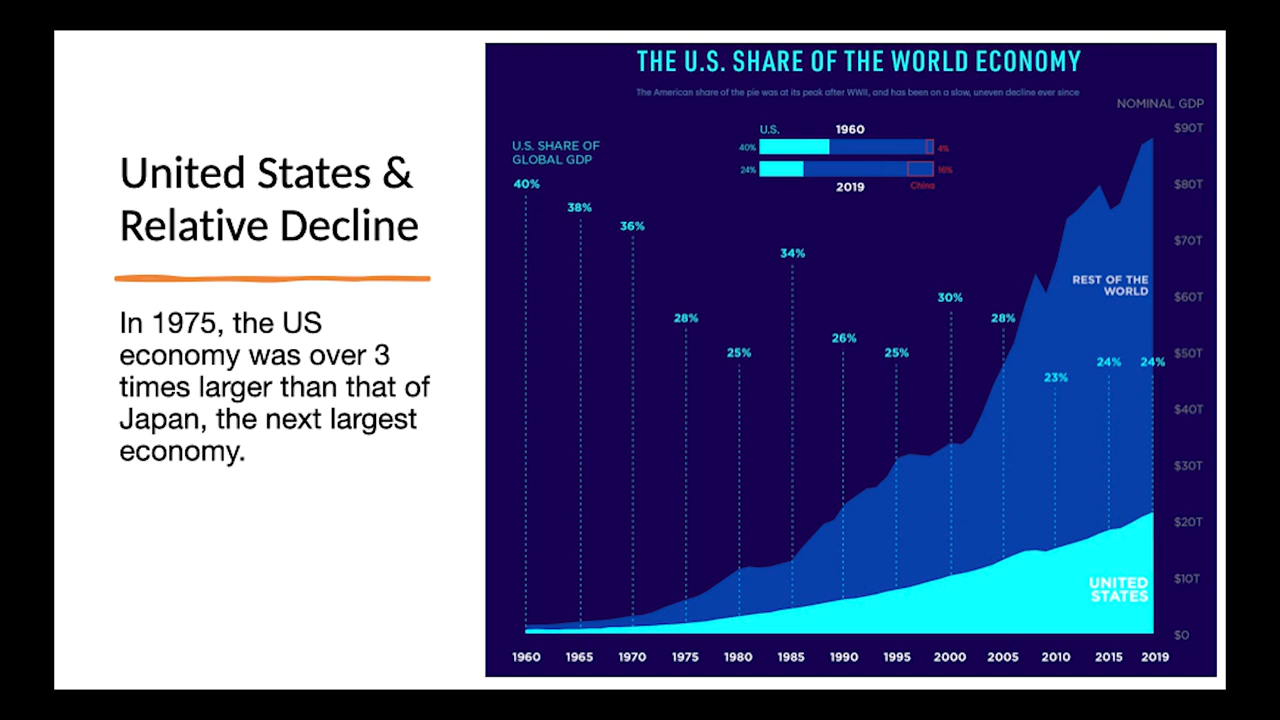 United States &
Relative Decline
In 1975, the US
economy was over 3
times larger than that of
Japan, the next largest
economy.
THE U.S. SHARE OF THE WORLD ECONOMY
The American share of the pie was at its peak after WWII, and has been on a slow, uneven decline ever since
NOMINAL GDP
U.S. SHARE OF
GLOBAL GDP
U.S. 1960
40% 4%
24% 16%
2019 China
40%
38%
36%
28%
25%
34%
26%
25%
30%
28%
23%
24%
24%
$90T
$80T
$70T
$60T
$50T
$40T
$30T
$20T
$10T
$0
REST OF THE
WORLD
UNITED
STATES
1960 1965 1970 1975 1980 1985 1990 1995 2000 2005 2010 2015 2019